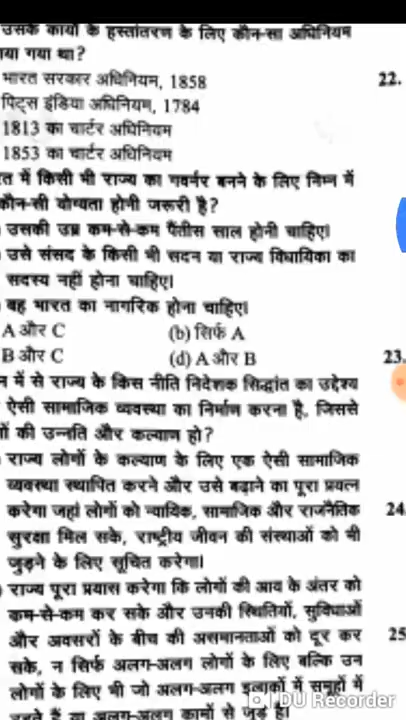 उसके कार्यों के हस्तांतरण के लिए कौन-सा अधिनियम
गया था?
भारत सरकार अधिनियम, 1858
22.
पिट्स इंडिया अधिनियम, 1784
1813 का चार्टर अधिनियम
1853 का चार्टर अधिनियम
में किसी भी राज्य का गवर्नर बनने के लिए निम्न में
कौन-सी योग्यता होनी जरूरी है?
उसकी उम्र कम-से-कम पैंतीस साल होनी चाहिए।
उसे संसद के किसी भी सदन या राज्य विधायिका का
सदस्य नहीं होना चाहिए।
वह भारत का नागरिक होना चाहिए।
A और C (b) सिर्फ A
B और C (d) A और B
23.
में से राज्य के किस नीति निदेशक सिद्धांत का उद्देश्य
ऐसी सामाजिक व्यवस्था का निर्माण करना है, जिससे
की उन्नति और कल्याण हो?
राज्य लोगों के कल्याण के लिए एक ऐसी सामाजिक
व्यवस्था स्थापित करने और उसे बढ़ाने का पूरा प्रयत्न
करेगा जहां लोगों को न्यायिक, सामाजिक और राजनैतिक
24
सुरक्षा मिल सके, राष्ट्रीय जीवन की संस्थाओं को भी
जुड़ने के लिए सूचित करेगा।
राज्य पूरा प्रयास करेगा कि लोगों की आय के अंतर को
कम-से-कम कर सके और उनकी स्थितियों, सुविधाओं
और अवसरों के बीच की असमानताओं को दूर कर
25
सके, न सिर्फ अलग-अलग लोगों के लिए बल्कि उन
लोगों के लिए भी जो अलग-अलग इलाकों में समूहों में
रहते हैं या अलग-अलग कामों से जुड़े हैं।
DU Recorder